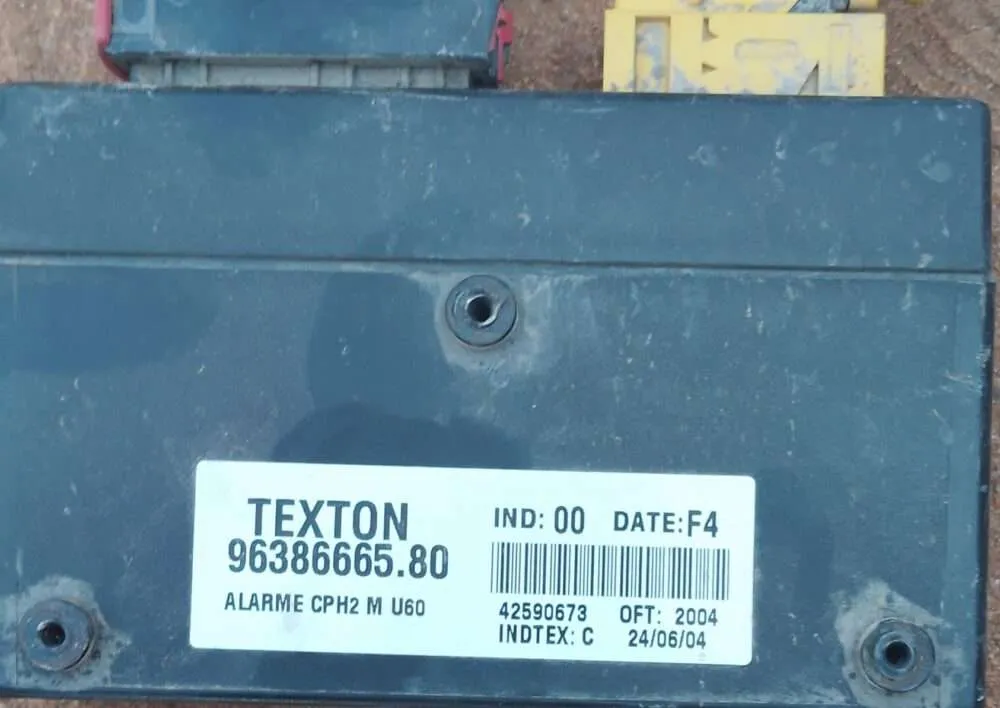 TEXTON
96386665.80
ALARME CPH2 M U60
IND: 00 DATE:F4
42590673 OFT: 2004
INDTEX: C 24/06/04